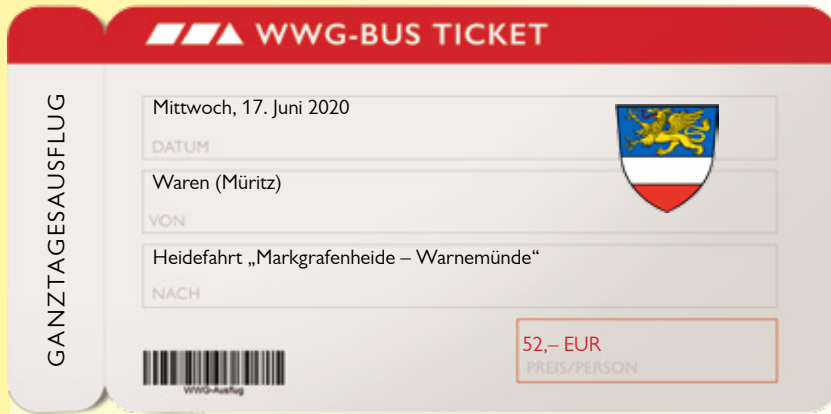 WWG-BUS TICKET
GANZTAGESAUSFLUG
Mittwoch, 17. Juni 2020
DATUM
Waren (Müritz)
VON
Heidefahrt „Markgrafenheide – Warnemünde“
NACH
52,– EUR
PREIS/PERSON
WWG-Ausflug